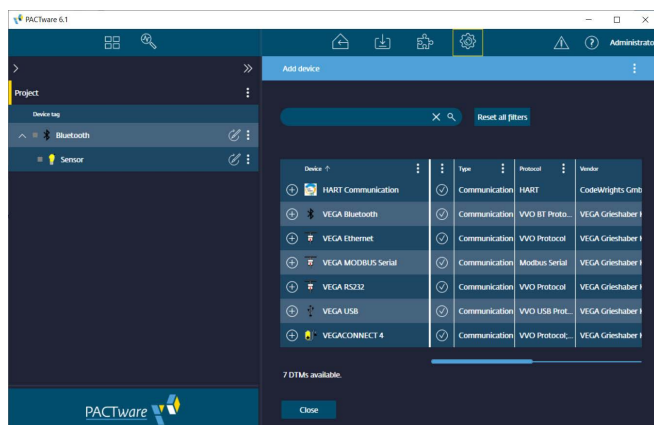 PACTware 6.1
Administrato
Add device
Project
Device tag
Bluetooth
Sensor
Reset all filters
Device ↑ Type Protocol Vendor
HART Communication Communication HART CodeWrights Gmb
VEGA Bluetooth Communication VVO BT Proto... VEGA Grieshaber K
VEGA Ethernet Communication VVO Protocol VEGA Grieshaber K
VEGA MODBUS Serial Communication Modbus Serial VEGA Grieshaber K
VEGA RS232 Communication VVO Protocol VEGA Grieshaber K
VEGA USB Communication VVO USB Prot... VEGA Grieshaber K
VEGACONNECT 4 Communication VVO Protocol;... VEGA Grieshaber K
7 DTMs available.
Close
PACTware